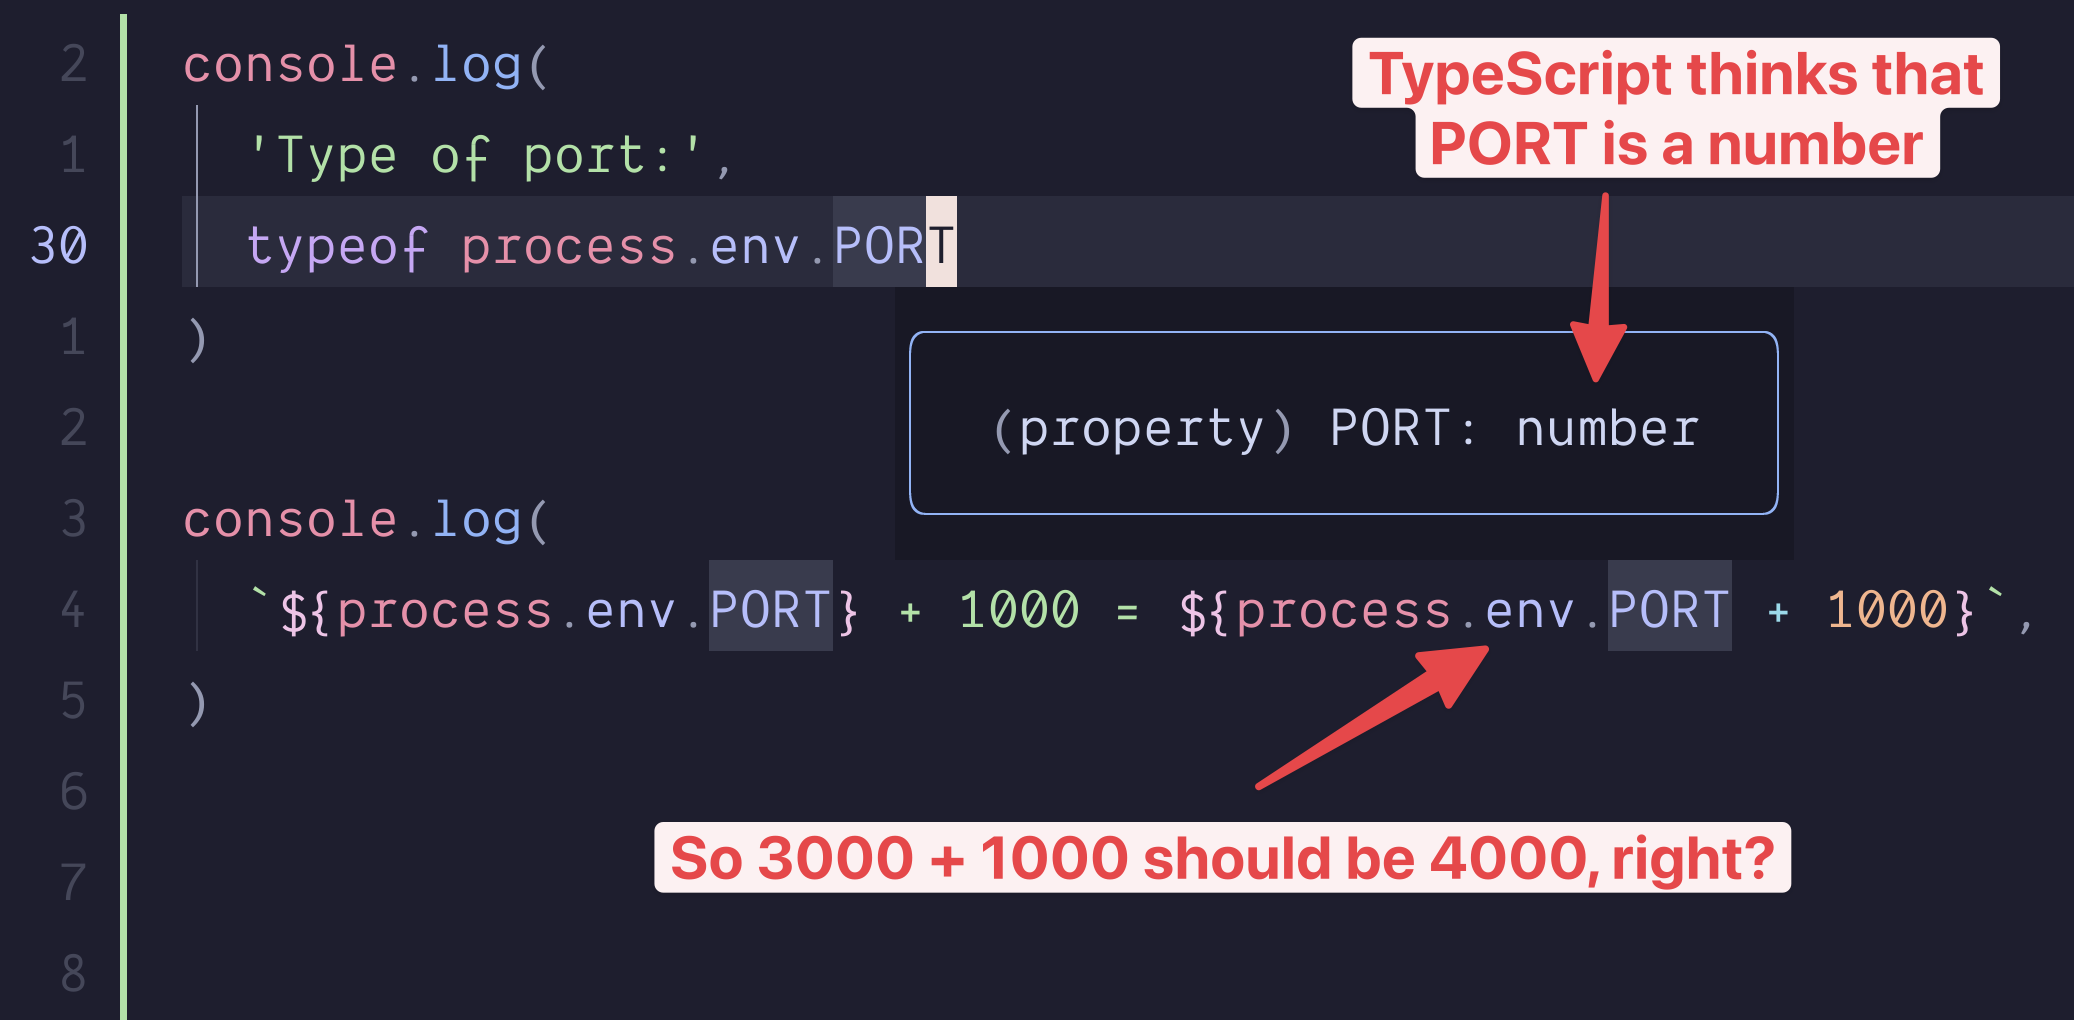 2 console.log(
TypeScript thinks that
PORT is a number
1 'Type of port:',
30 typeof process.env.PORT
1 )
2
(property) PORT: number
3 console.log(
4 `${process.env.PORT} + 1000 = ${process.env.PORT + 1000}`,
5 )
6
So 3000 + 1000 should be 4000, right?
7
8